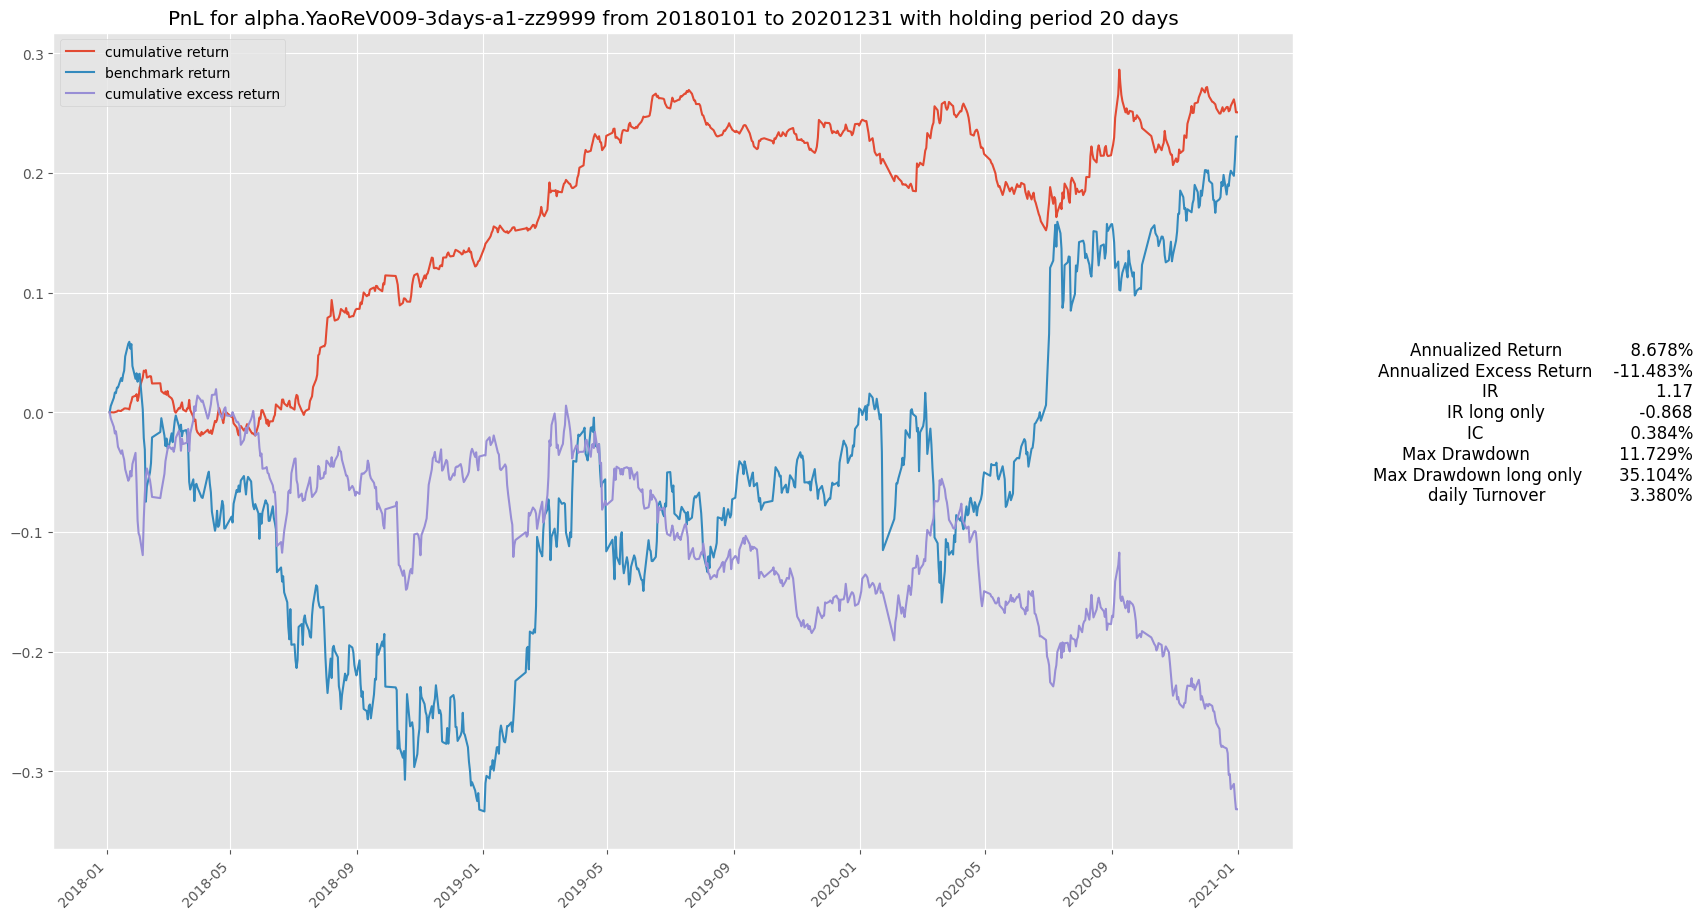 PnL for alpha.YaoReV009-3days-a1-zz9999 from 20180101 to 20201231 with holding period 20 days
cumulative return
benchmark return
cumulative excess return
0.3
0.2
0.1
0.0
−0.1
−0.2
−0.3
2018-01
2018-05
2018-09
2019-01
2019-05
2019-09
2020-01
2020-05
2020-09
2021-01
Annualized Return 8.678%
Annualized Excess Return -11.483%
IR 1.17
IR long only -0.868
IC 0.384%
Max Drawdown 11.729%
Max Drawdown long only 35.104%
daily Turnover 3.380%